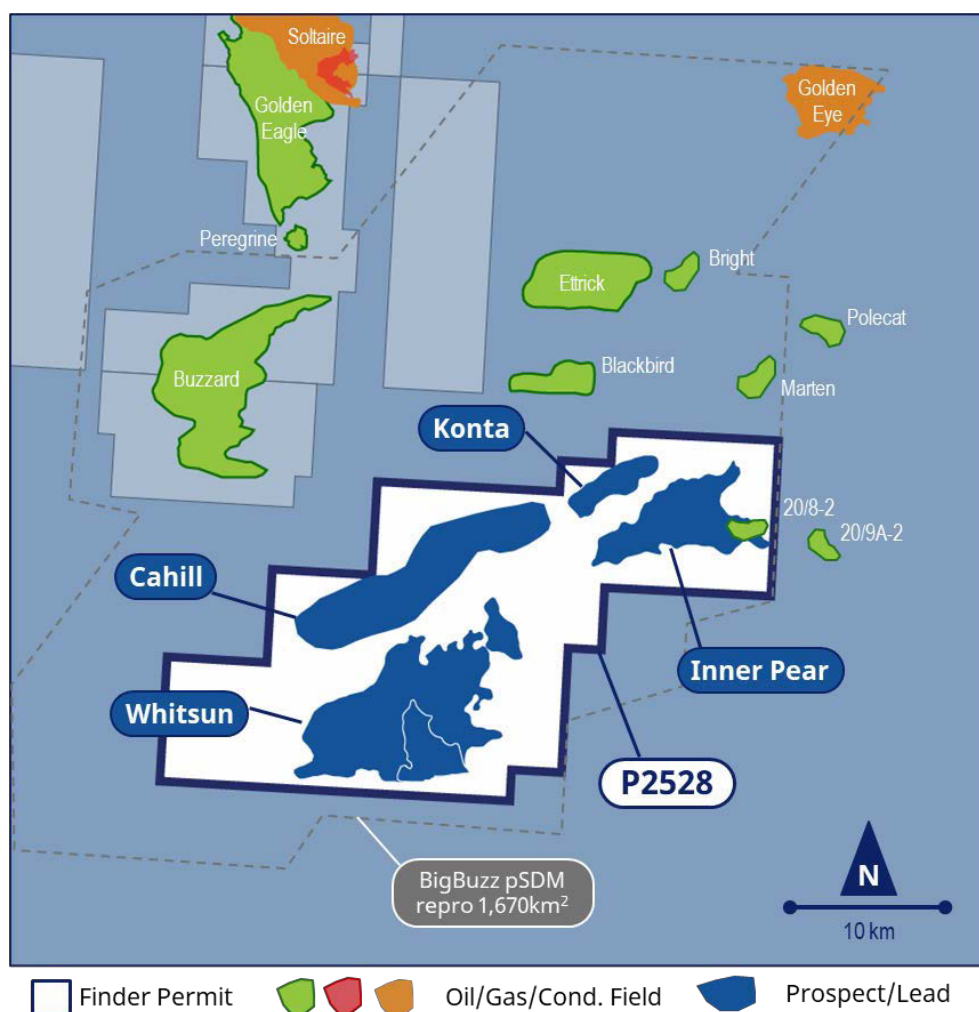 Soltaire
Golden
Eagle
Golden
Eye
Peregrine
Bright
Ettrick
Polecat
Buzzard
Blackbird
Marten
Konta
20/8-2
20/9A-2
Cahill
Inner Pear
Whitsun
P2528
BigBuzz pSDM
repro 1,670km²
N
10 km
Finder Permit
Oil/Gas/Cond. Field
Prospect/Lead